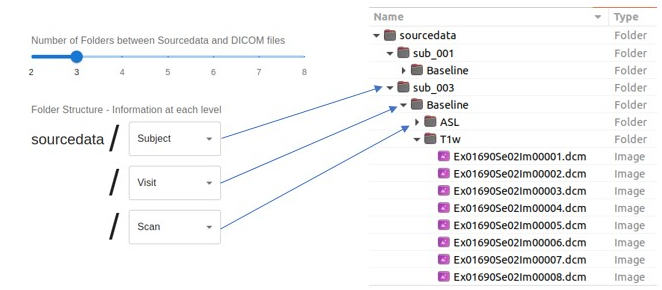 Number of Folders between Sourcedata and DICOM files
2 3 4 5 6 7 8
Folder Structure - Information at each level
sourcedata / Subject
/ Visit
/ Scan
Name Type
sourcedata Folder
sub_001 Folder
Baseline Folder
sub_003 Folder
Baseline Folder
ASL Folder
T1w Folder
Ex01690Se02Im00001.dcm Image
Ex01690Se02Im00002.dcm Image
Ex01690Se02Im00003.dcm Image
Ex01690Se02Im00004.dcm Image
Ex01690Se02Im00005.dcm Image
Ex01690Se02Im00006.dcm Image
Ex01690Se02Im00007.dcm Image
Ex01690Se02Im00008.dcm Image